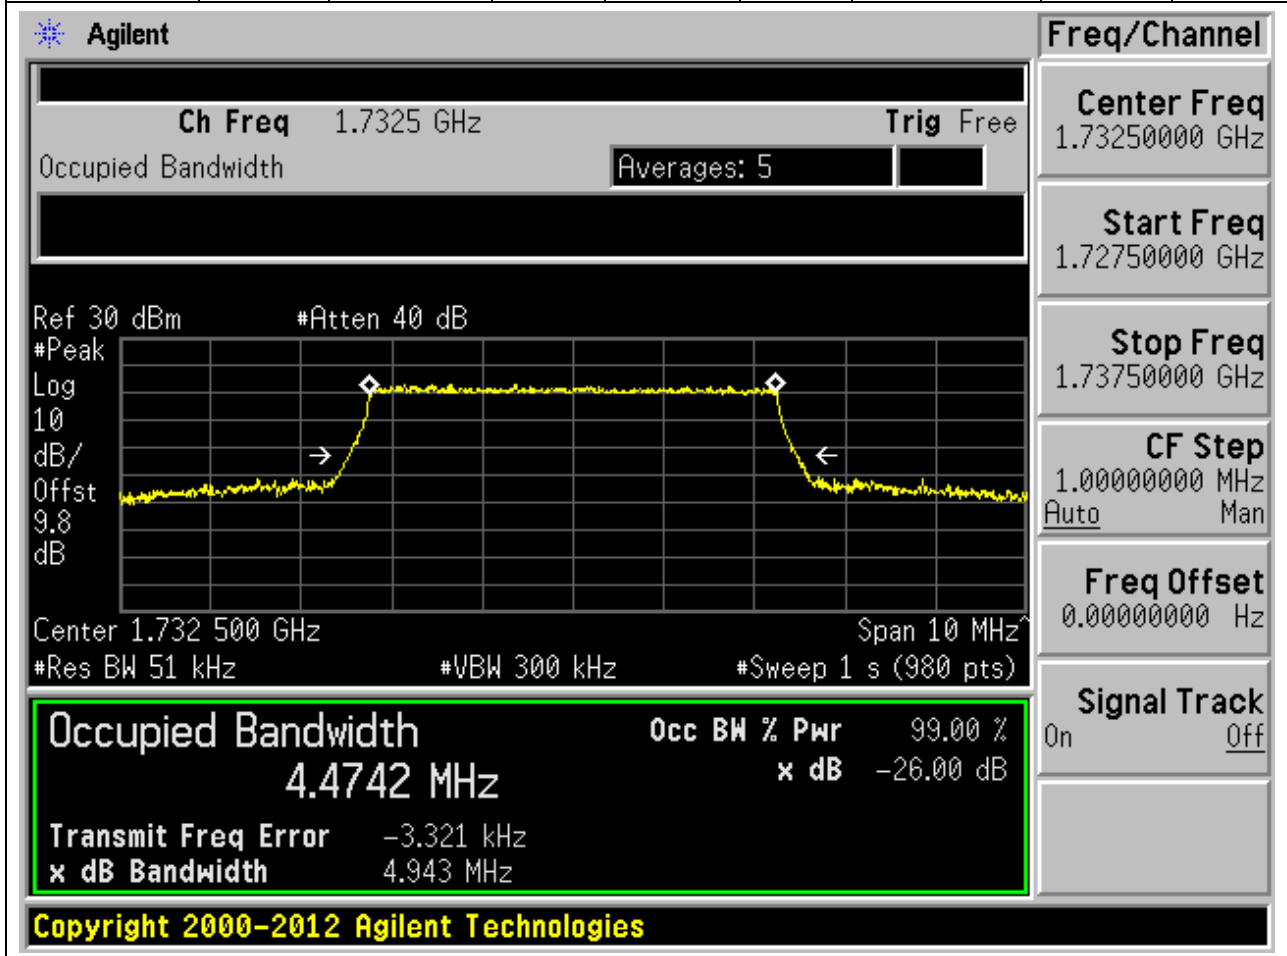 Agilent
Freq/Channel
Ch Freq 1.7325 GHz Trig Free
Occupied Bandwidth Averages: 5
Center Freq
1.73250000 GHz
Start Freq
1.72750000 GHz
Stop Freq
1.73750000 GHz
CF Step
1.00000000 MHz
Auto Man
Freq Offset
0.00000000 Hz
Signal Track
On Off
Ref 30 dBm #Atten 40 dB
#Peak
Log
10
dB/
Offst
9.8
dB
Center 1.732 500 GHz Span 10 MHz^
#Res BW 51 kHz #VBW 300 kHz #Sweep 1 s (980 pts)
Occupied Bandwidth Occ BW % Pwr 99.00 %
4.4742 MHz x dB -26.00 dB
Transmit Freq Error -3.321 kHz
x dB Bandwidth 4.943 MHz
Copyright 2000-2012 Agilent Technologies